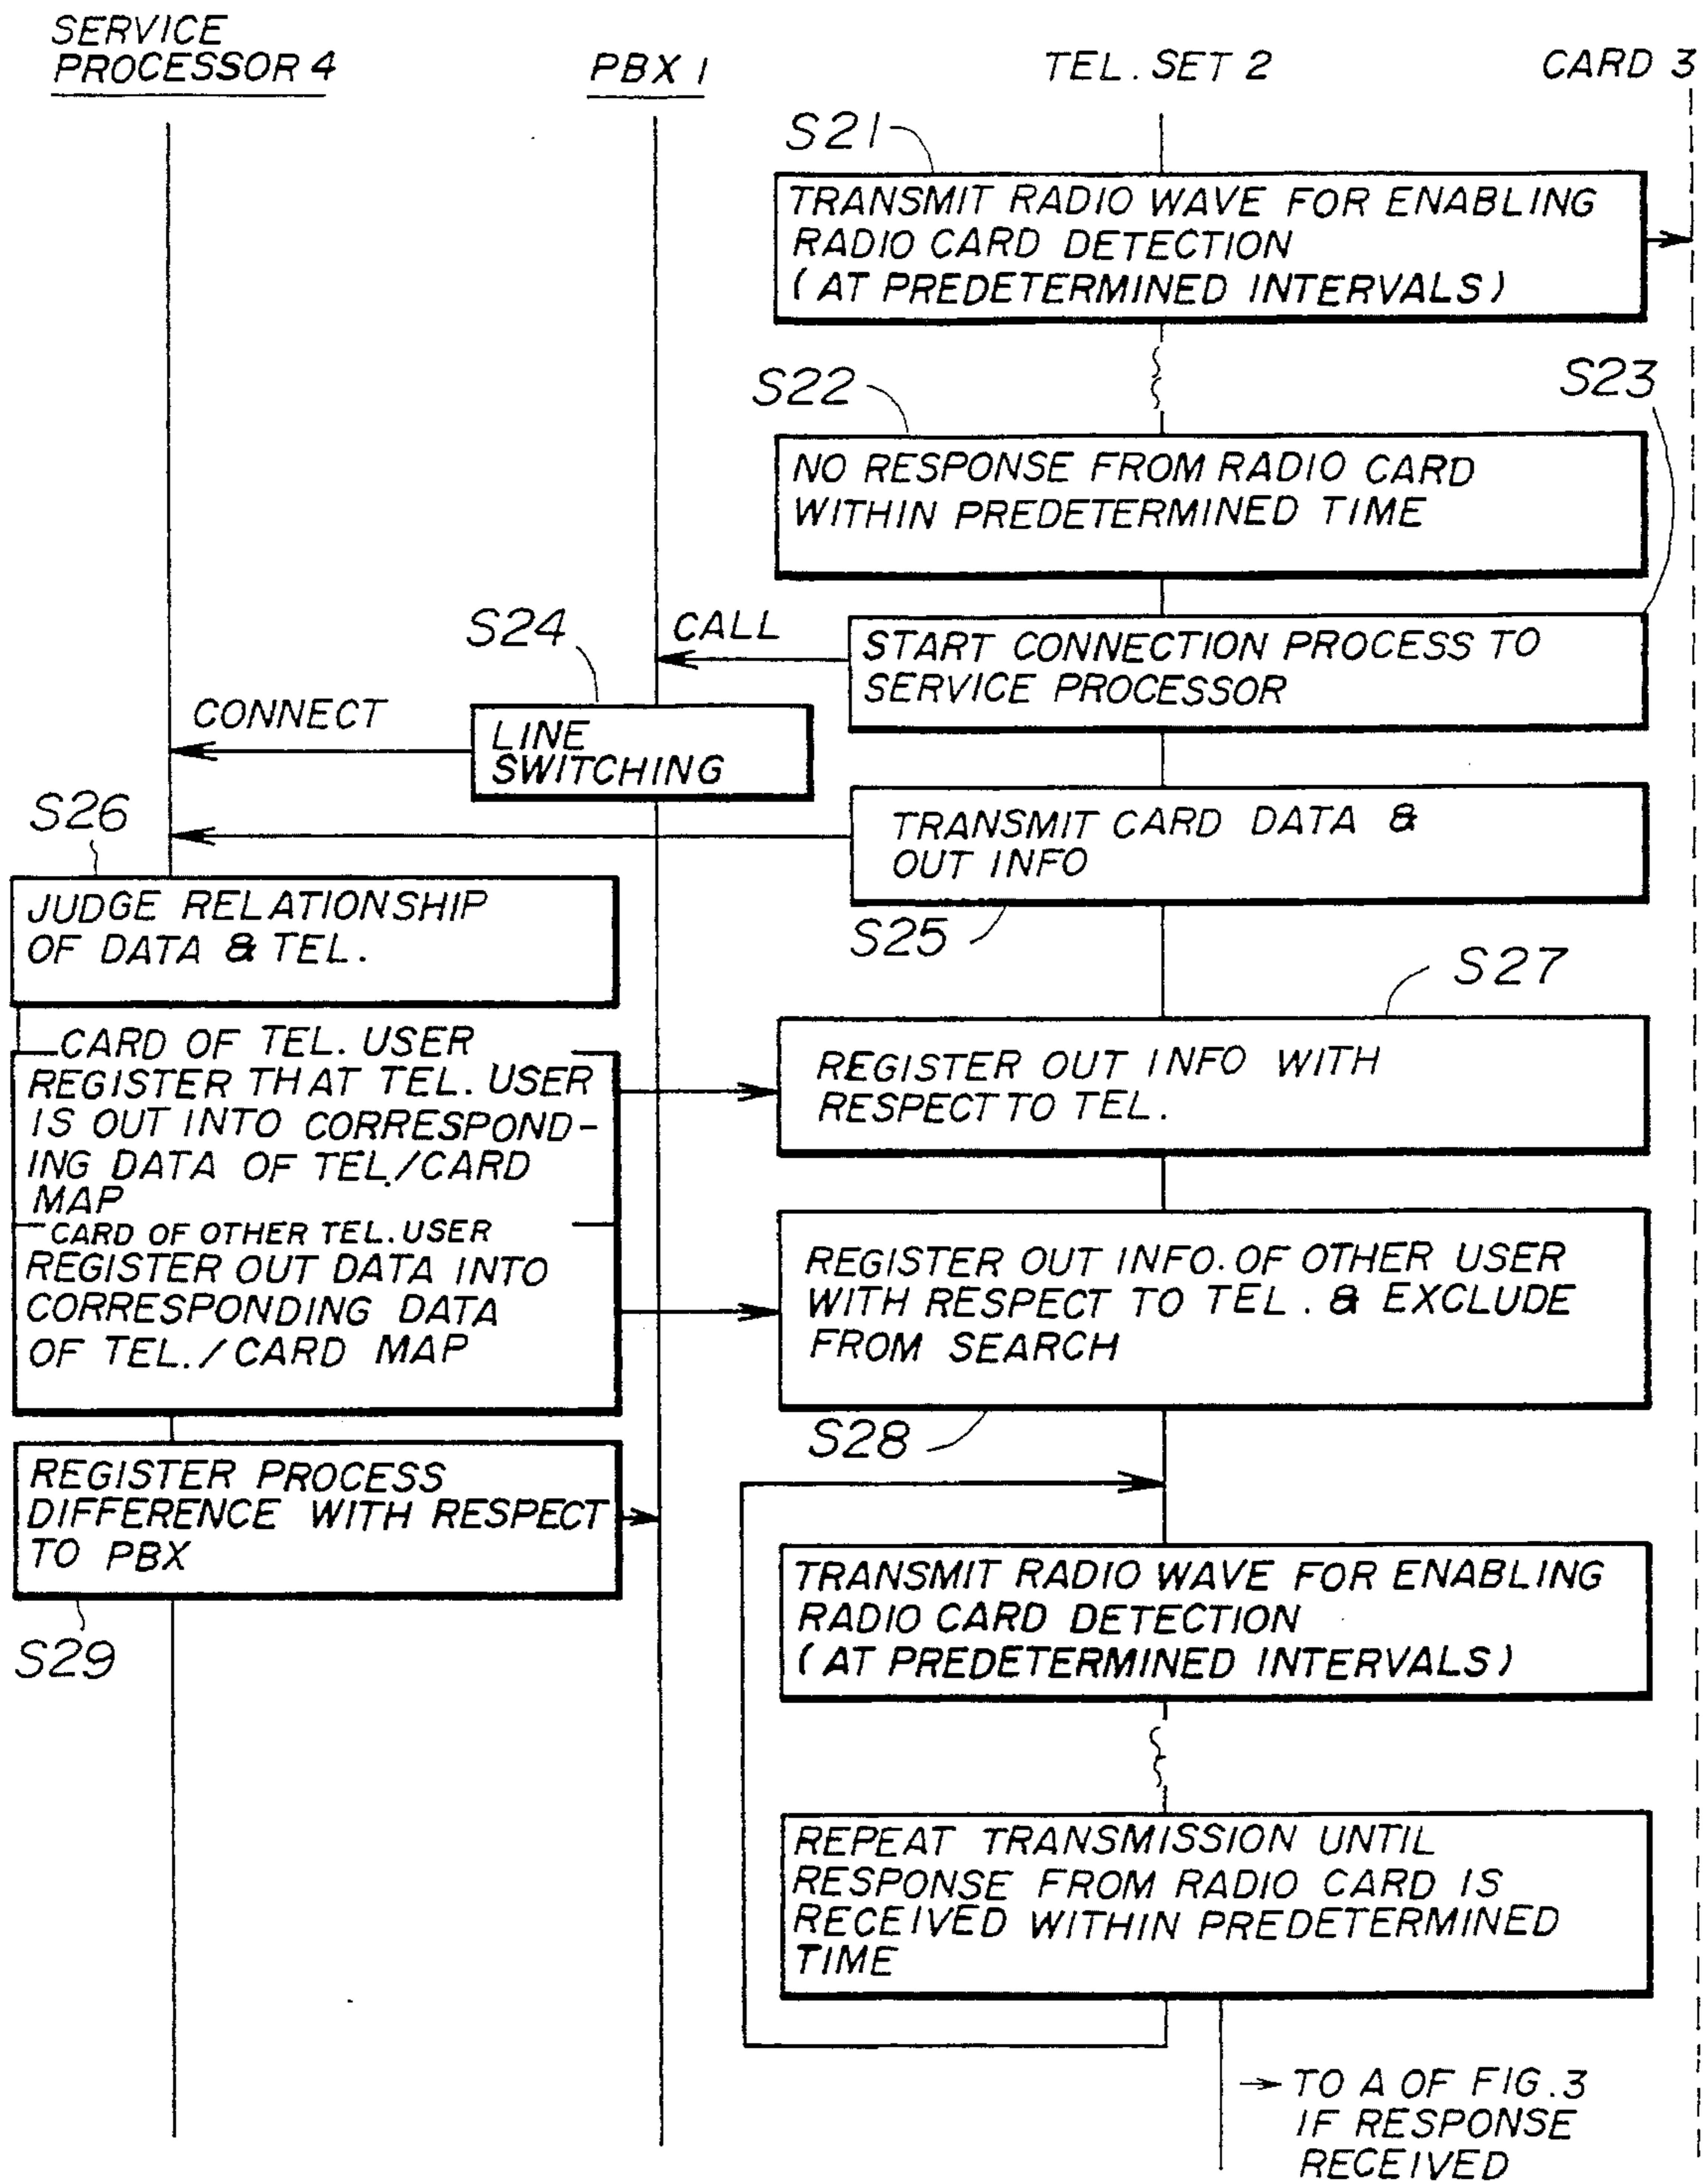 SERVICE
PROCESSOR 4
PBX 1
TEL. SET 2
CARD 3
S21
TRANSMIT RADIO WAVE FOR ENABLING
RADIO CARD DETECTION
(AT PREDETERMINED INTERVALS)
S22
S23
NO RESPONSE FROM RADIO CARD
WITHIN PREDETERMINED TIME
S24
CALL
START CONNECTION PROCESS TO
SERVICE PROCESSOR
CONNECT
LINE
SWITCHING
S26
TRANSMIT CARD DATA &
OUT INFO
S25
JUDGE RELATIONSHIP
OF DATA & TEL.
S27
CARD OF TEL. USER
REGISTER THAT TEL. USER
IS OUT INTO CORRESPOND-
ING DATA OF TEL./CARD
MAP
REGISTER OUT INFO WITH
RESPECT TO TEL.
CARD OF OTHER TEL. USER
REGISTER OUT DATA INTO
CORRESPONDING DATA
OF TEL./CARD MAP
REGISTER OUT INFO. OF OTHER USER
WITH RESPECT TO TEL. & EXCLUDE
FROM SEARCH
S28
REGISTER PROCESS
DIFFERENCE WITH RESPECT
TO PBX
S29
TRANSMIT RADIO WAVE FOR ENABLING
RADIO CARD DETECTION
(AT PREDETERMINED INTERVALS)
REPEAT TRANSMISSION UNTIL
RESPONSE FROM RADIO CARD IS
RECEIVED WITHIN PREDETERMINED
TIME
TO A OF FIG.3
IF RESPONSE
RECEIVED